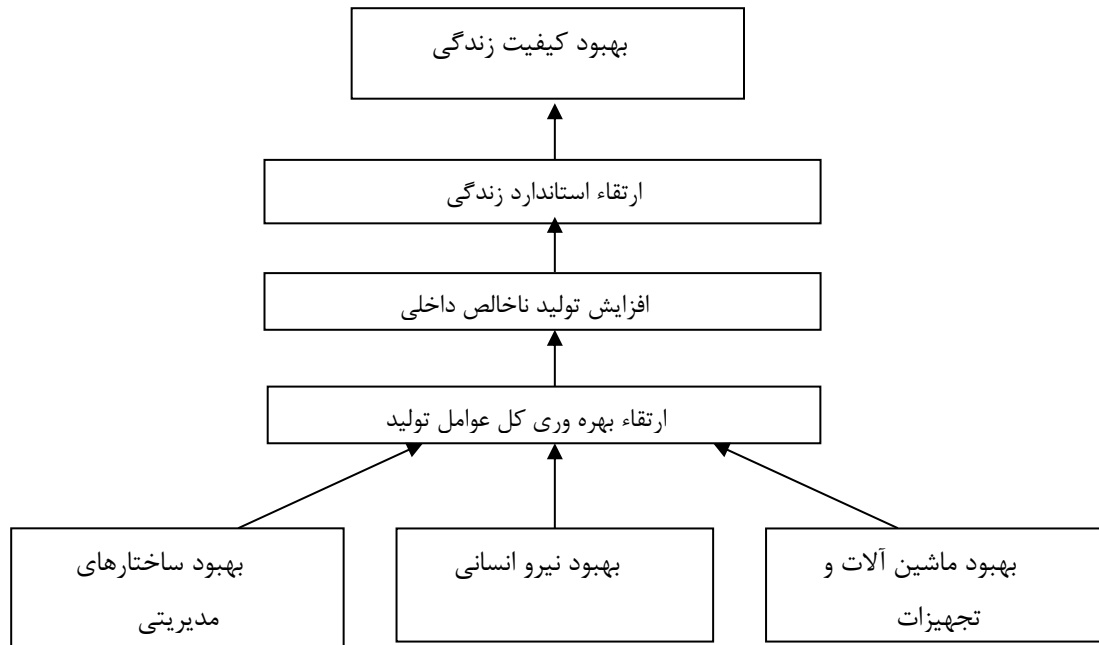 بهبود کیفیت زندگی
ارتقاء استاندارد زندگی
افزایش تولید ناخالص داخلی
ارتقاء بهره وری کل عوامل تولید
بهبود ماشین آلات و
تجهیزات
بهبود نیرو انسانی
بهبود ساختارهای
مدیریتی